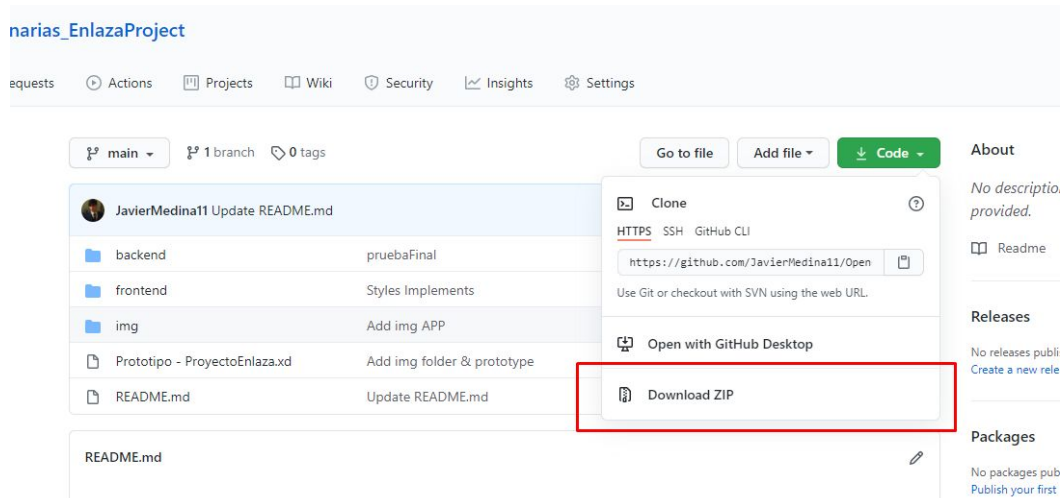 narias_EnlazaProject
equests Actions Projects Wiki Security Insights Settings
main 1 branch 0 tags Go to file Add file Code
JavierMedina11 Update README.md
backend pruebaFinal
frontend Styles Implements
img Add img APP
Prototipo - ProyectoEnlaza.xd Add img folder & prototype
README.md Update README.md
Clone
HTTPS SSH GitHub CLI
https://github.com/JavierMedina11/Open
Use Git or checkout with SVN using the web URL.
Open with GitHub Desktop
Download ZIP
README.md
About
No description
provided.
Readme
Releases
No releases publi
Create a new rele
Packages
No packages pub
Publish your first